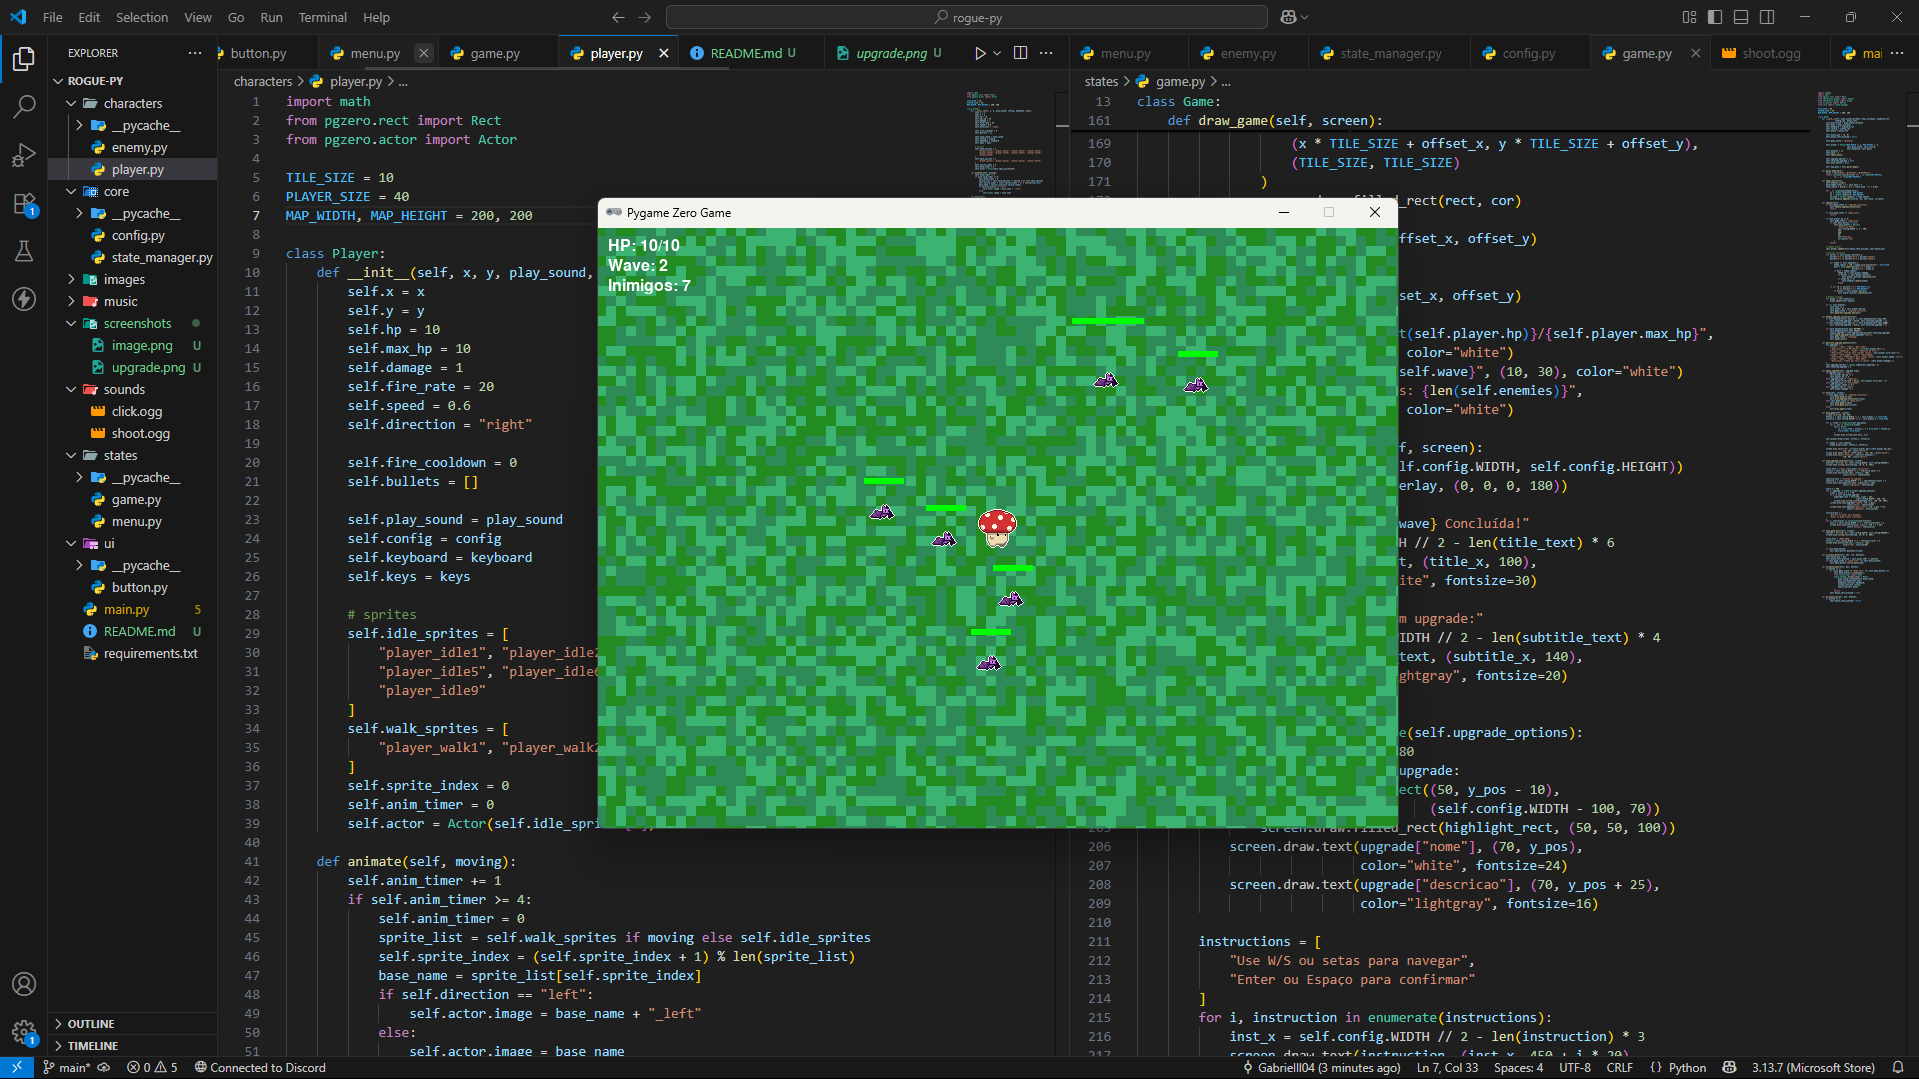 File Edit Selection View Go Run Terminal Help
rogue-py
EXPLORER
ROGUE-PY
characters
__pycache__
enemy.py
player.py
core
__pycache__
config.py
state_manager.py
images
music
screenshots
image.png U
upgrade.png U
sounds
click.ogg
shoot.ogg
states
__pycache__
game.py
menu.py
ui
__pycache__
button.py
main.py 5
README.md U
requirements.txt
OUTLINE
TIMELINE
button.py menu.py game.py player.py README.md U upgrade.png U
characters > player.py > ...
1 import math
2 from pgzero.rect import Rect
3 from pgzero.actor import Actor
4
5 TILE_SIZE = 10
6 PLAYER_SIZE = 40
7 MAP_WIDTH, MAP_HEIGHT = 200, 200
8
9 class Player:
10 def __init__(self, x, y, play_sound,
11 self.x = x
12 self.y = y
13 self.hp = 10
14 self.max_hp = 10
15 self.damage = 1
16 self.fire_rate = 20
17 self.speed = 0.6
18 self.direction = "right"
19
20 self.fire_cooldown = 0
21 self.bullets = []
22
23 self.play_sound = play_sound
24 self.config = config
25 self.keyboard = keyboard
26 self.keys = keys
27
28 # sprites
29 self.idle_sprites = [
30 "player_idle1", "player_idle2
31 "player_idle5", "player_idle6
32 "player_idle9"
33 ]
34 self.walk_sprites = [
35 "player_walk1", "player_walk2
36 ]
37 self.sprite_index = 0
38 self.anim_timer = 0
39 self.actor = Actor(self.idle_spri
40
41 def animate(self, moving):
42 self.anim_timer += 1
43 if self.anim_timer >= 4:
44 self.anim_timer = 0
45 sprite_list = self.walk_sprites if moving else self.idle_sprites
46 self.sprite_index = (self.sprite_index + 1) % len(sprite_list)
47 base_name = sprite_list[self.sprite_index]
48 if self.direction == "left":
49 self.actor.image = base_name + "_left"
50 else:
51 self.actor.image = base_name
Pygame Zero Game
HP: 10/10
Wave: 2
Inimigos: 7
menu.py enemy.py state_manager.py config.py game.py shoot.ogg mai
states > game.py > ...
13 class Game:
161 def draw_game(self, screen):
169 (x * TILE_SIZE + offset_x, y * TILE_SIZE + offset_y),
170 (TILE_SIZE, TILE_SIZE)
171 )
_rect(rect, cor)
ffset_x, offset_y)
set_x, offset_y)
t(self.player.hp)}/{self.player.max_hp}",
color="white")
self.wave}", (10, 30), color="white")
s: {len(self.enemies)}",
color="white")
f, screen):
lf.config.WIDTH, self.config.HEIGHT))
erlay, (0, 0, 0, 180))
wave} Concluída!"
H // 2 - len(title_text) * 6
t, (title_x, 100),
ite", fontsize=30)
m upgrade:"
IDTH // 2 - len(subtitle_text) * 4
text, (subtitle_x, 140),
ightgray", fontsize=20)
e(self.upgrade_options):
80
upgrade:
ect((50, y_pos - 10),
(self.config.WIDTH - 100, 70))
205 screen.draw.filled_rect(highlight_rect, (50, 50, 100))
206 screen.draw.text(upgrade["nome"], (70, y_pos),
207 color="white", fontsize=24)
208 screen.draw.text(upgrade["descricao"], (70, y_pos + 25),
209 color="lightgray", fontsize=16)
210
211 instructions = [
212 "Use W/S ou setas para navegar",
213 "Enter ou Espaço para confirmar"
214 ]
215 for i, instruction in enumerate(instructions):
216 inst_x = self.config.WIDTH // 2 - len(instruction) * 3
217 screen.draw.text(instruction, (inst_x, 450 + i * 20),
main* 0 5 Connected to Discord GabrielII04 (3 minutes ago) Ln 7, Col 33 Spaces: 4 UTF-8 CRLF {} Python 3.13.7 (Microsoft Store)